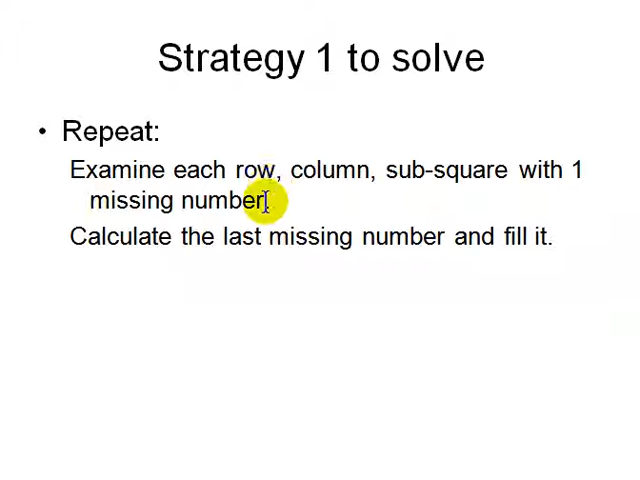 Strategy 1 to solve
• Repeat:
Examine each row, column, sub-square with 1
missing number
Calculate the last missing number and fill it.